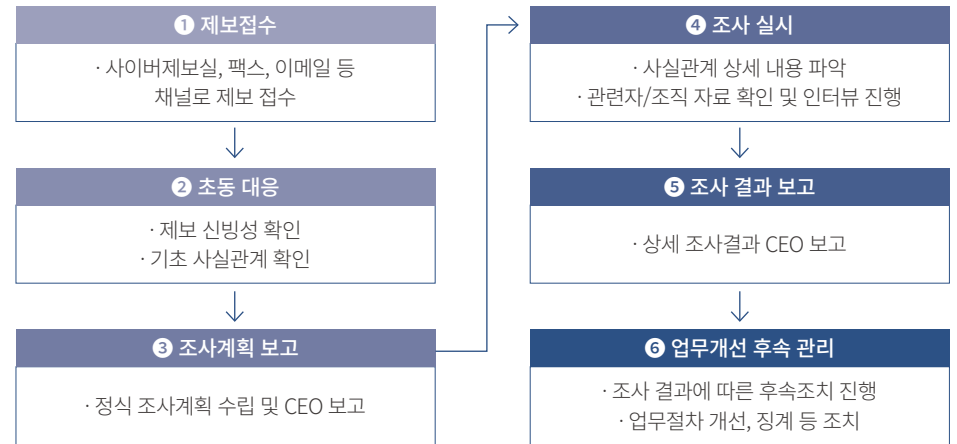 ❶ 제보접수
· 사이버제보실, 팩스, 이메일 등
채널로 제보 접수
❷ 초동 대응
· 제보 신빙성 확인
· 기초 사실관계 확인
❸ 조사계획 보고
· 정식 조사계획 수립 및 CEO 보고
❹ 조사 실시
· 사실관계 상세 내용 파악
· 관련자/조직 자료 확인 및 인터뷰 진행
❺ 조사 결과 보고
· 상세 조사결과 CEO 보고
❻ 업무개선 후속 관리
· 조사 결과에 따른 후속조치 진행
· 업무절차 개선, 징계 등 조치